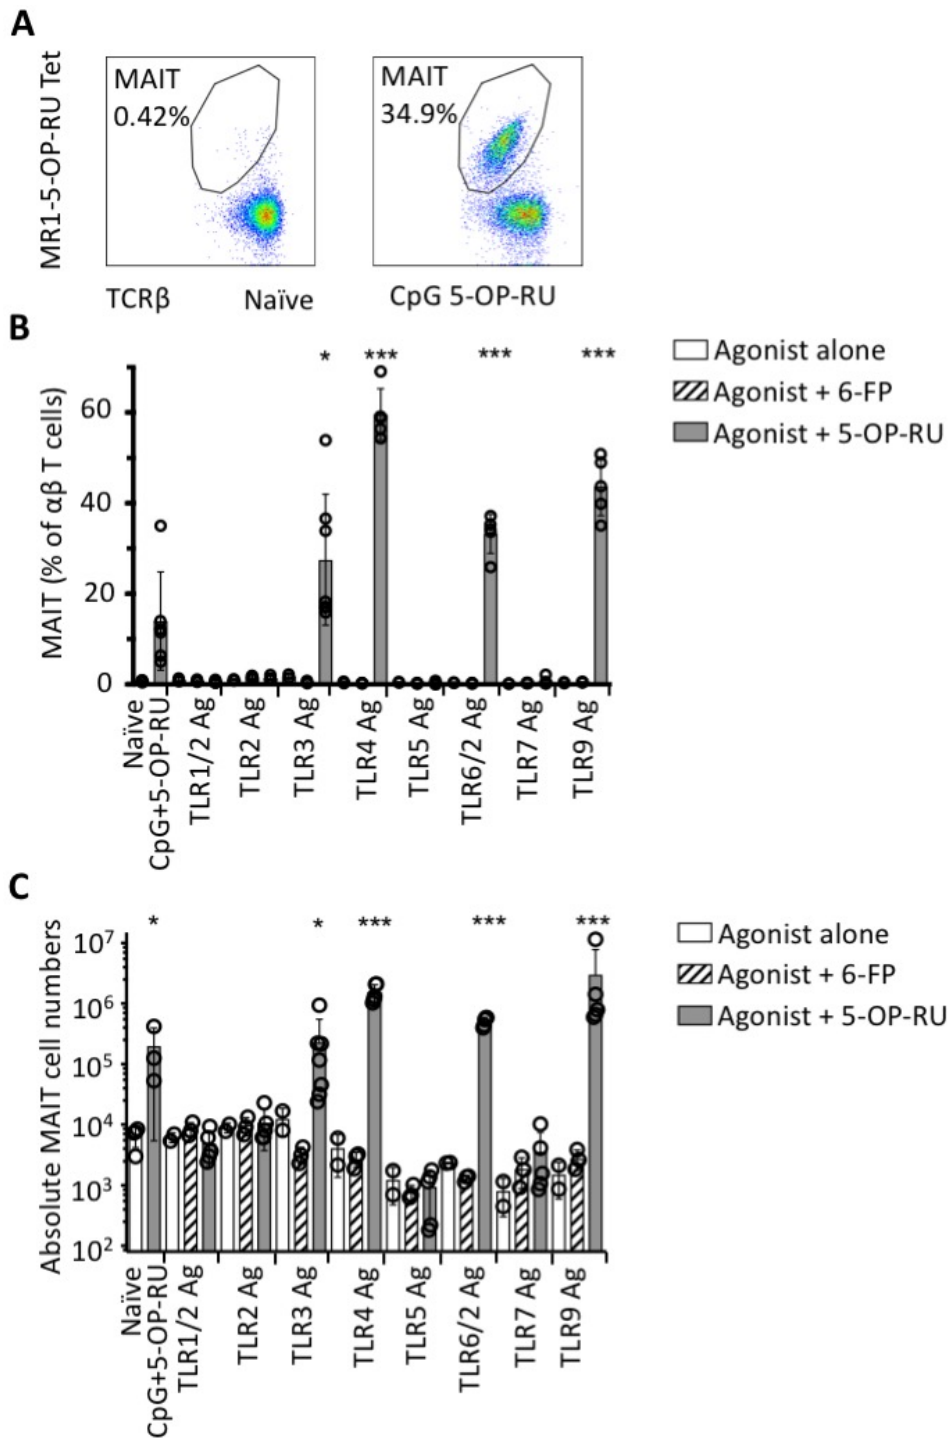 A
MR1-5-OP-RU Tet
MAIT
0.42%
MAIT
34.9%
TCRβ
Naïve
CpG 5-OP-RU
B
MAIT (% of αβ T cells)
60
40
20
0
* *** *** ***
Agonist alone
Agonist + 6-FP
Agonist + 5-OP-RU
Naïve
CpG+5-OP-RU
TLR1/2 Ag
TLR2 Ag
TLR3 Ag
TLR4 Ag
TLR5 Ag
TLR6/2 Ag
TLR7 Ag
TLR9 Ag
C
Absolute MAIT cell numbers
10⁷
10⁶
10⁵
10⁴
10³
10²
* * *** *** ***
Agonist alone
Agonist + 6-FP
Agonist + 5-OP-RU
Naïve
CpG+5-OP-RU
TLR1/2 Ag
TLR2 Ag
TLR3 Ag
TLR4 Ag
TLR5 Ag
TLR6/2 Ag
TLR7 Ag
TLR9 Ag